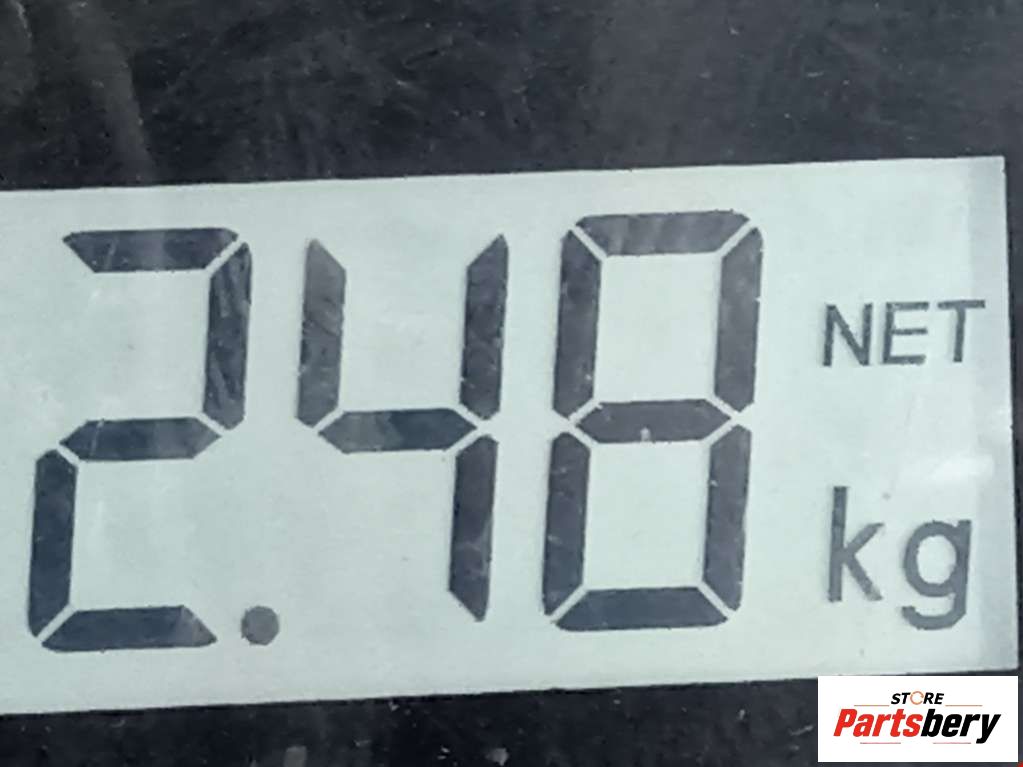 2.48 NET kg
STORE
Partsbery